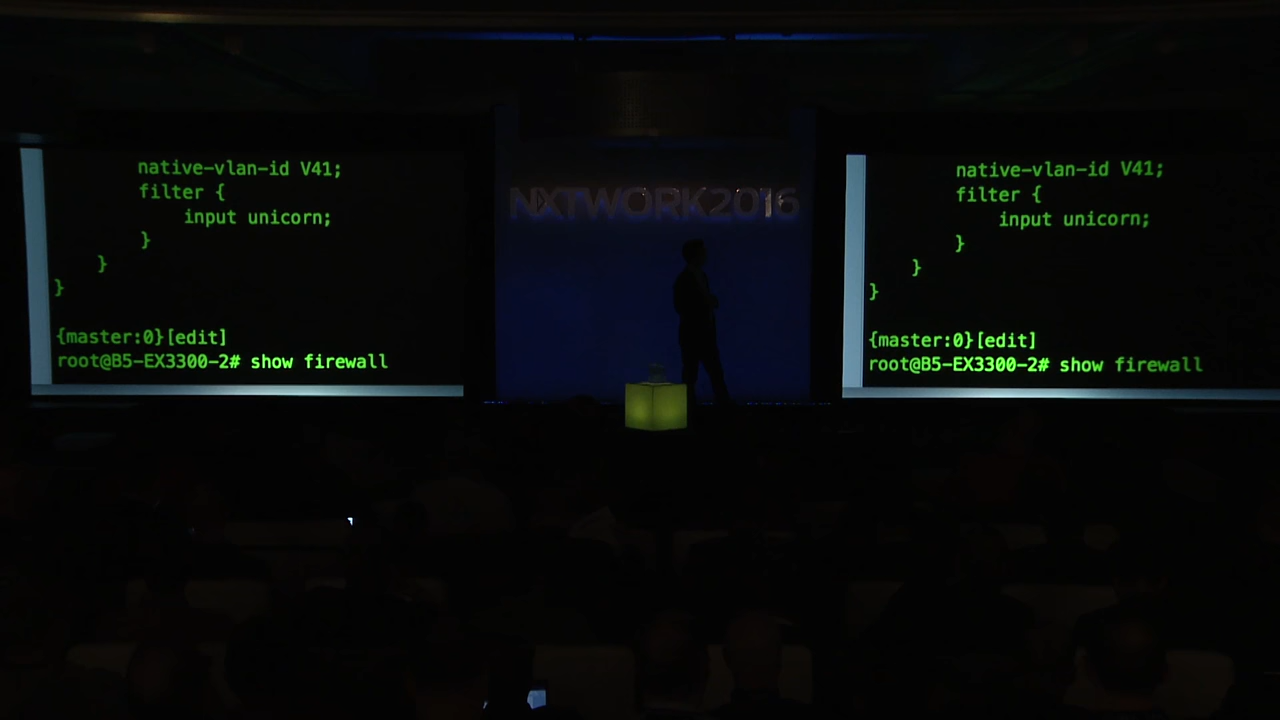 native-vlan-id V41;
filter {
input unicorn;
}
}
}
{master:0}[edit]
root@B5-EX3300-2# show firewall
NXTWORK2016
native-vlan-id V41;
filter {
input unicorn;
}
}
}
{master:0}[edit]
root@B5-EX3300-2# show firewall